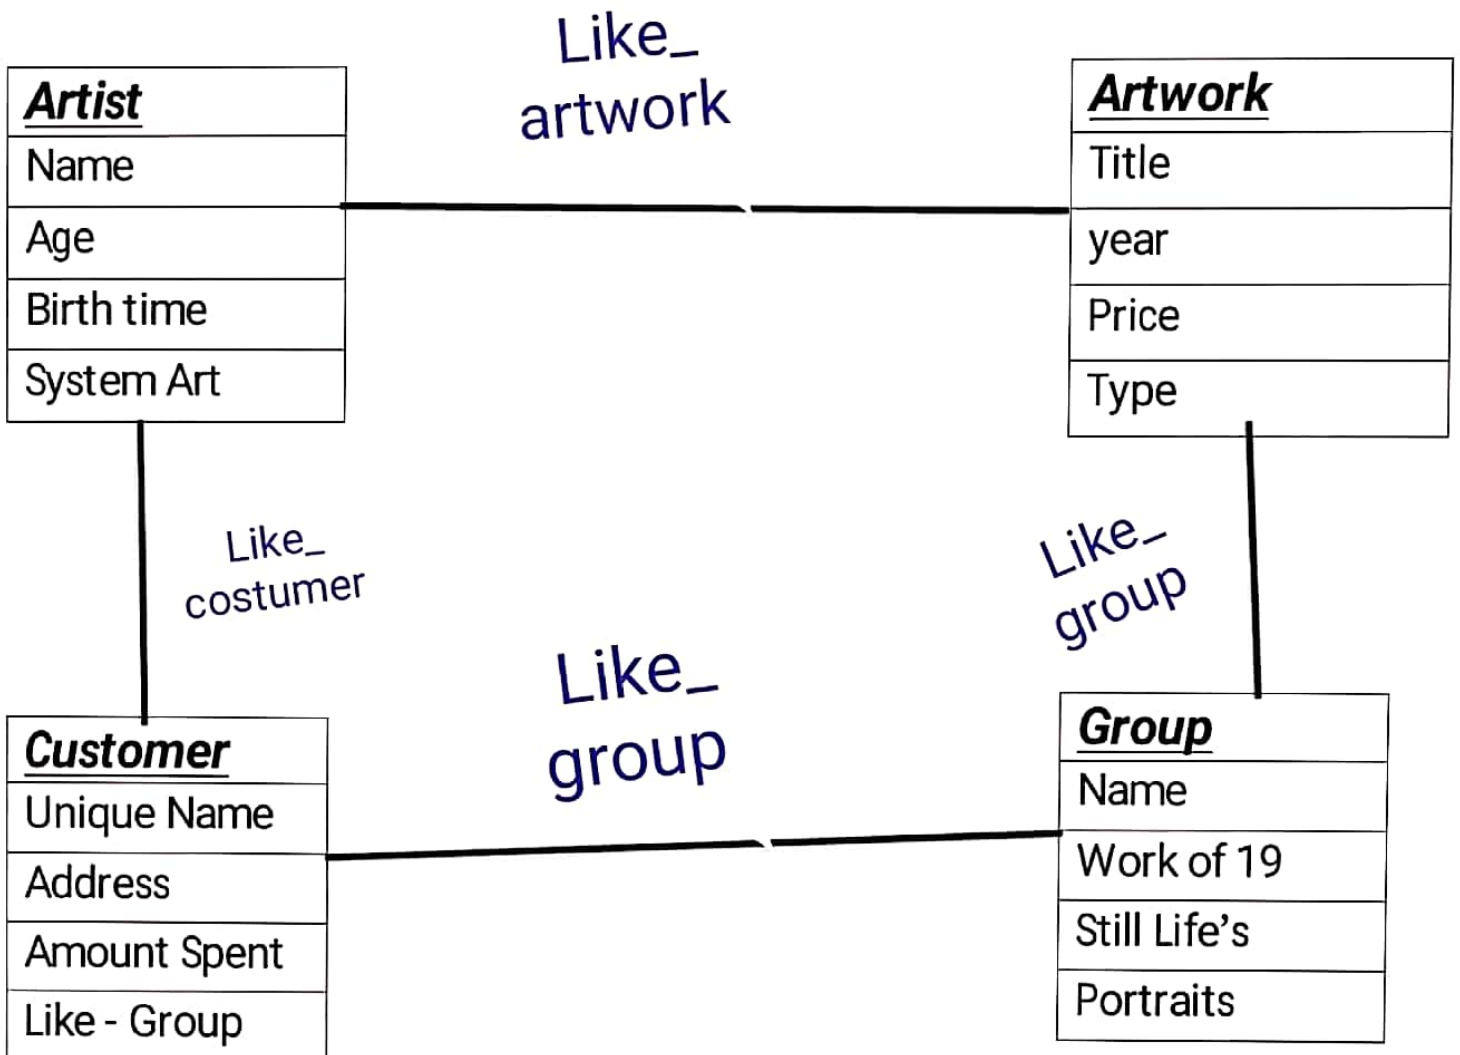 Like_
artwork
Artist
Name
Age
Birth time
System Art
Artwork
Title
year
Price
Type
Like_
costumer
Like_
group
Like_
group
Customer
Unique Name
Address
Amount Spent
Like - Group
Group
Name
Work of 19
Still Life’s
Portraits